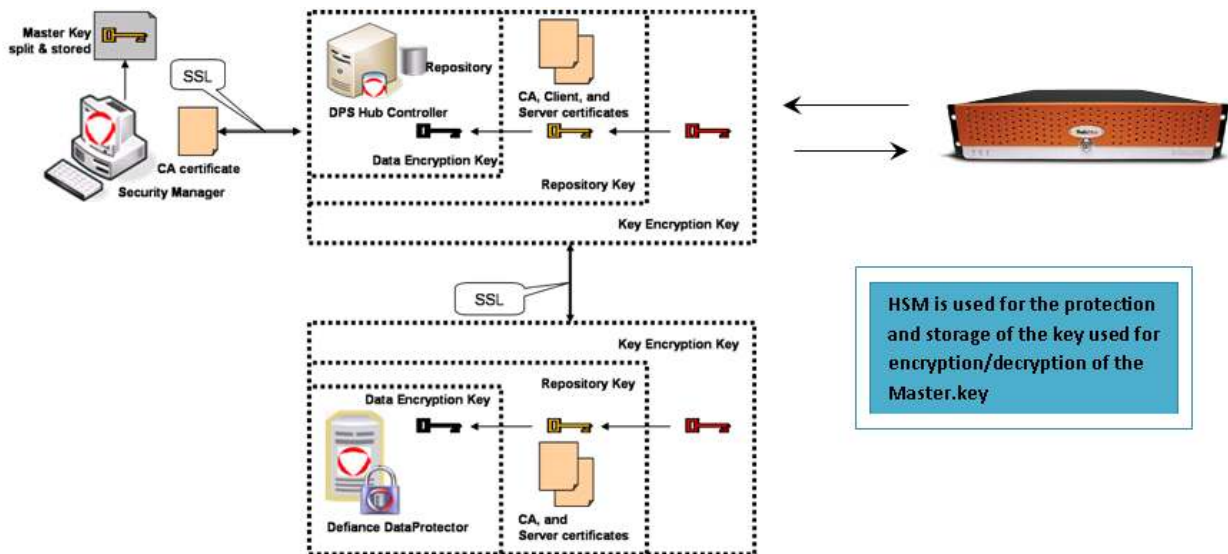 Master Key
split & stored
SSL
CA certificate
Security Manager
Repository
DPS Hub Controller
CA, Client, and
Server certificates
Data Encryption Key
Repository Key
Key Encryption Key
SSL
HSM is used for the protection
and storage of the key used for
encryption/decryption of the
Master.key
Key Encryption Key
Repository Key
Data Encryption Key
Defiance DataProtector
CA, and
Server certificates